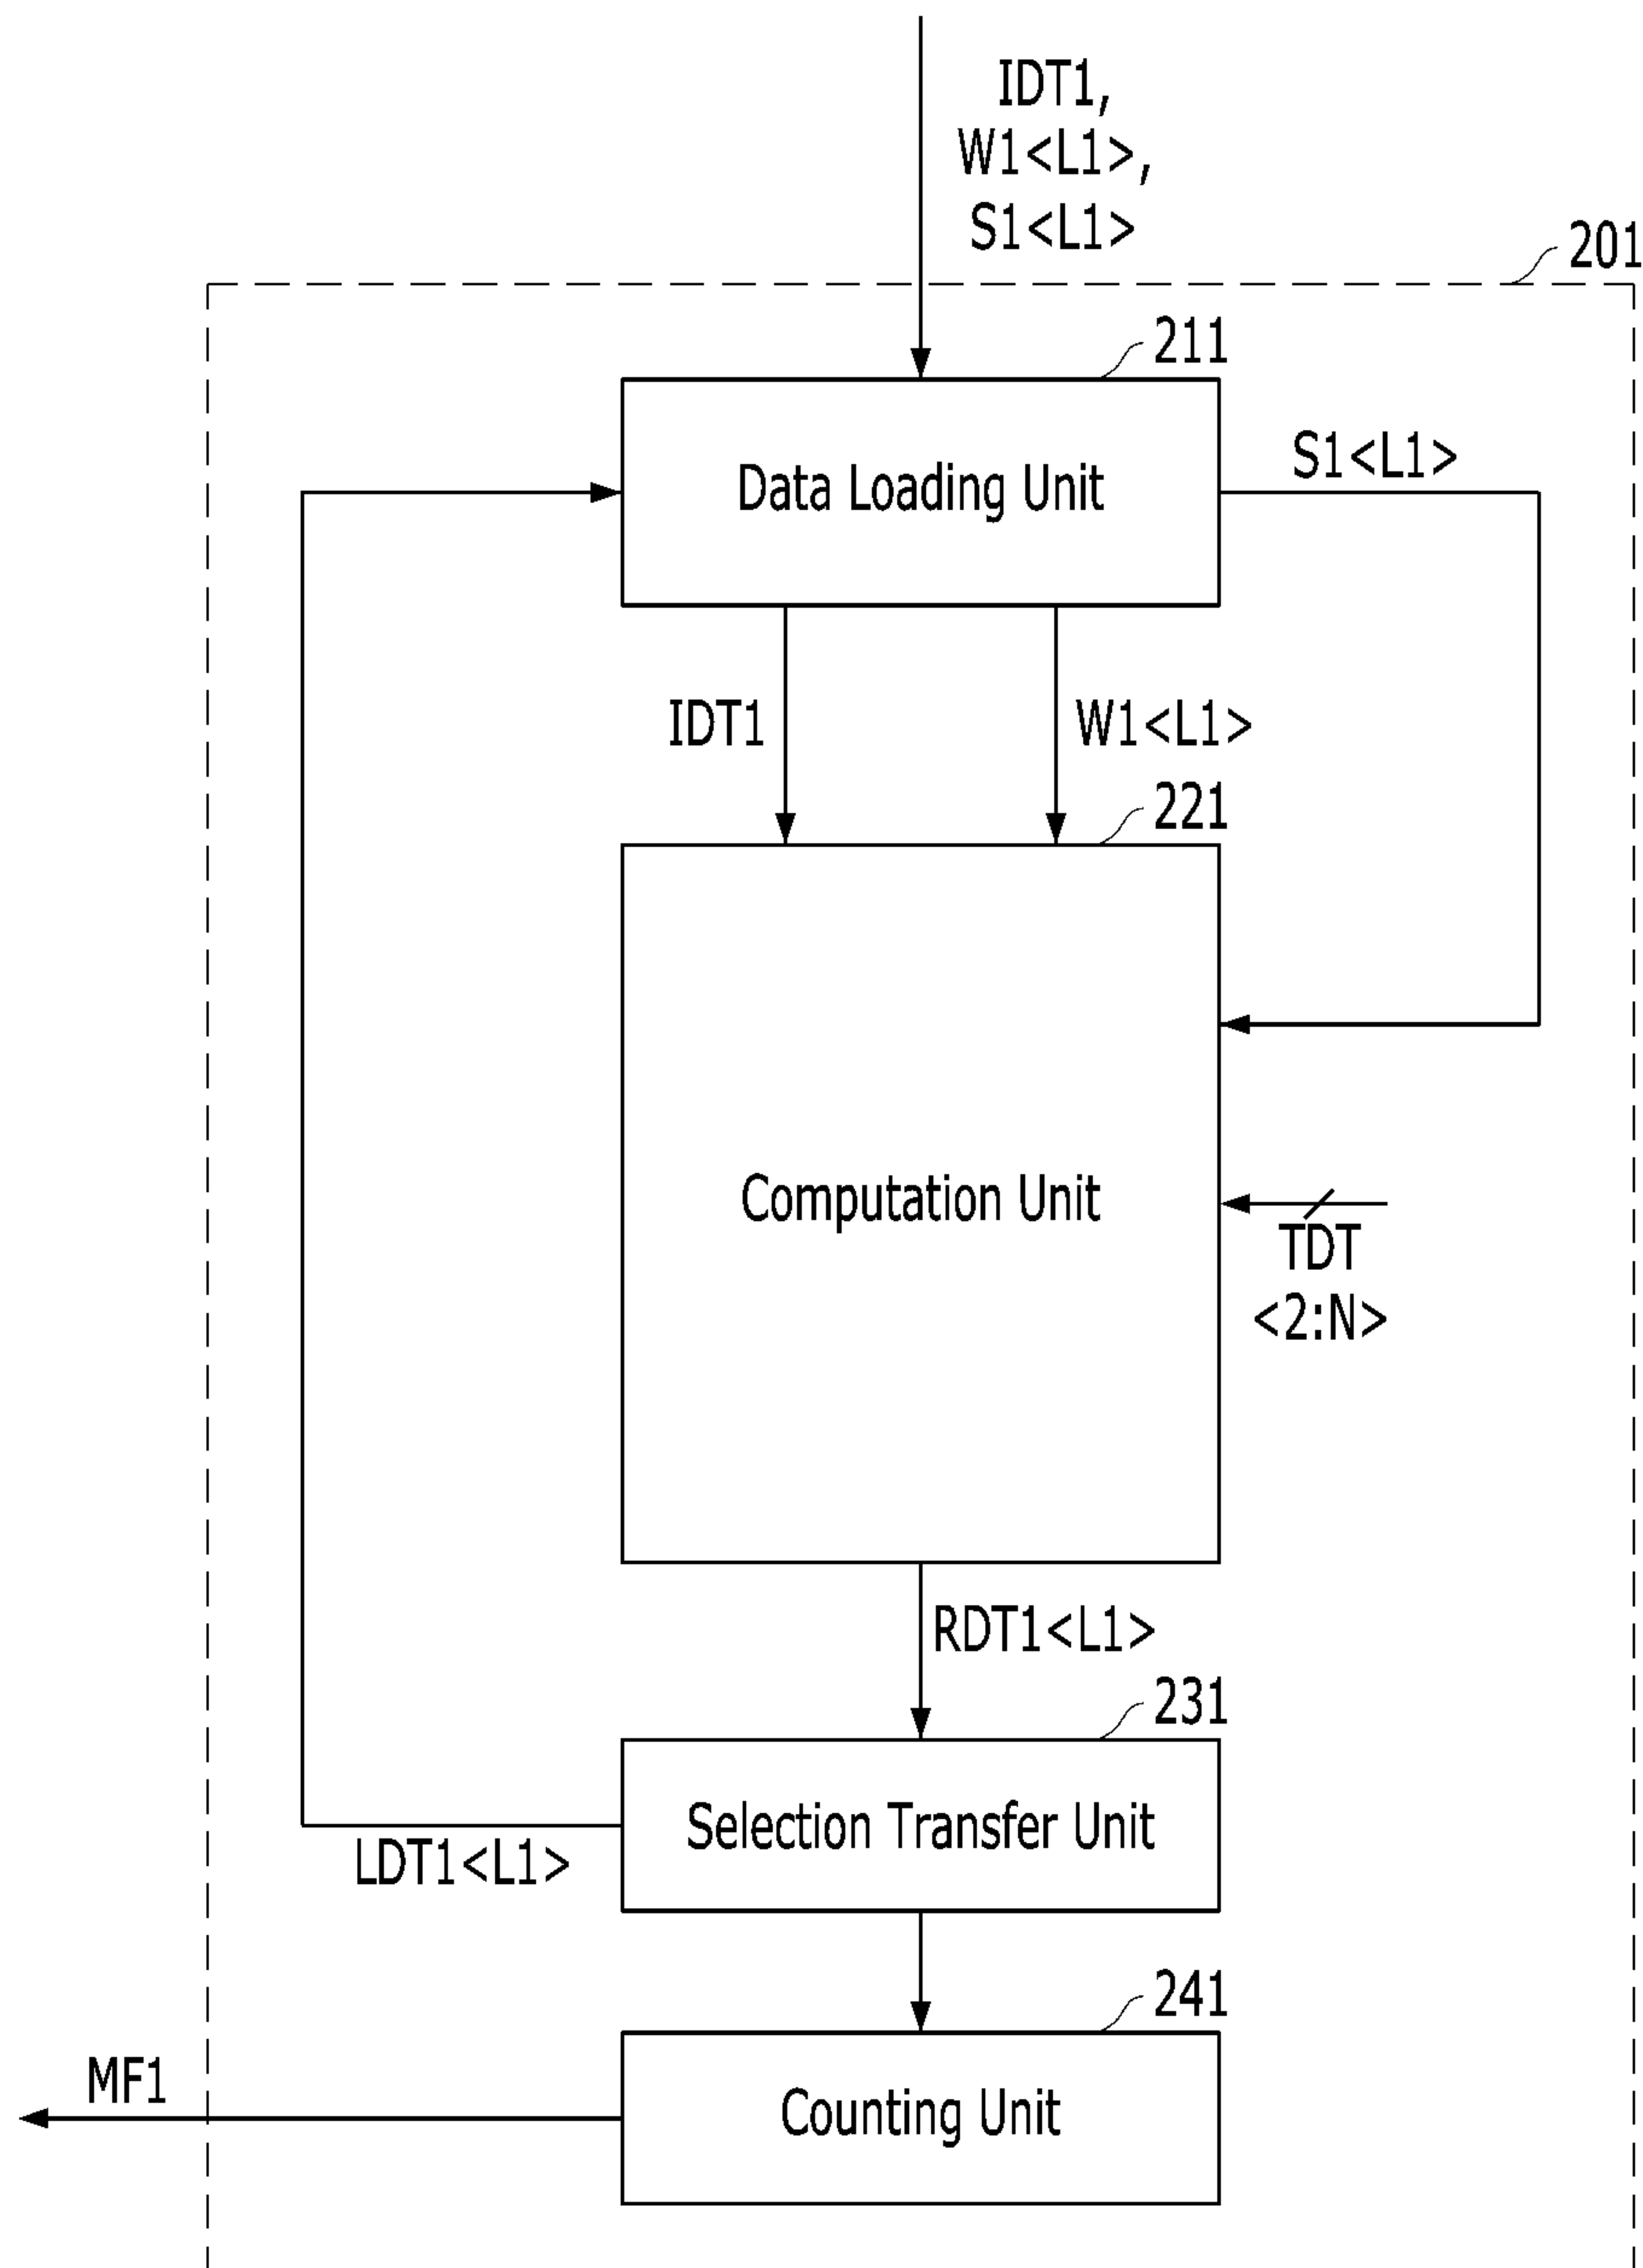 IDT1,
W1<L1>,
S1<L1>
201
211
Data Loading Unit
S1<L1>
IDT1
W1<L1>
221
Computation Unit
TDT
<2:N>
RDT1<L1>
231
Selection Transfer Unit
LDT1<L1>
241
MF1
Counting Unit